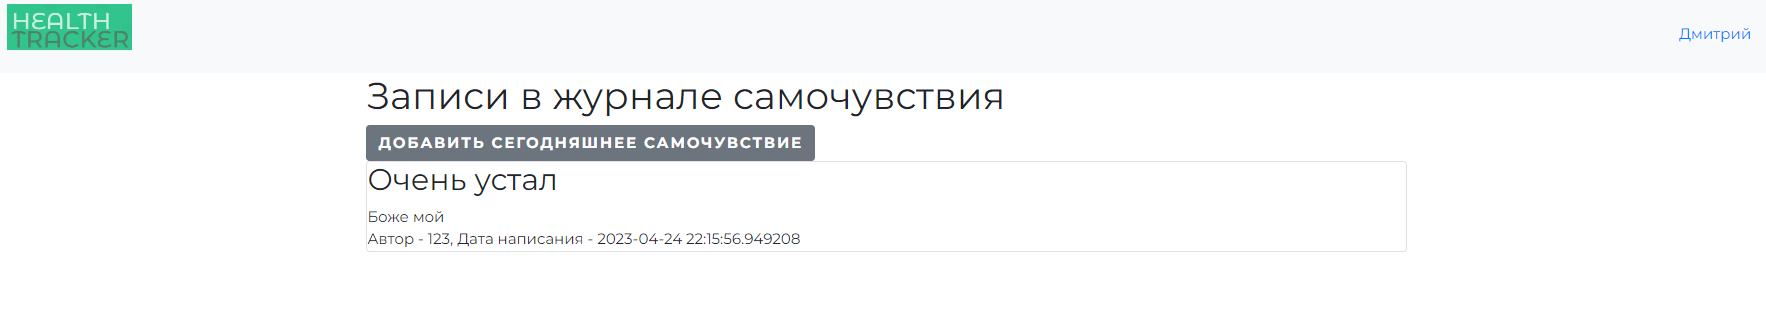 HEALTH
TRACKER
Дмитрий
Записи в журнале самочувствия
ДОБАВИТЬ СЕГОДНЯШНЕЕ САМОЧУВСТВИЕ
Очень устал
Боже мой
Автор - 123, Дата написания - 2023-04-24 22:15:56.949208